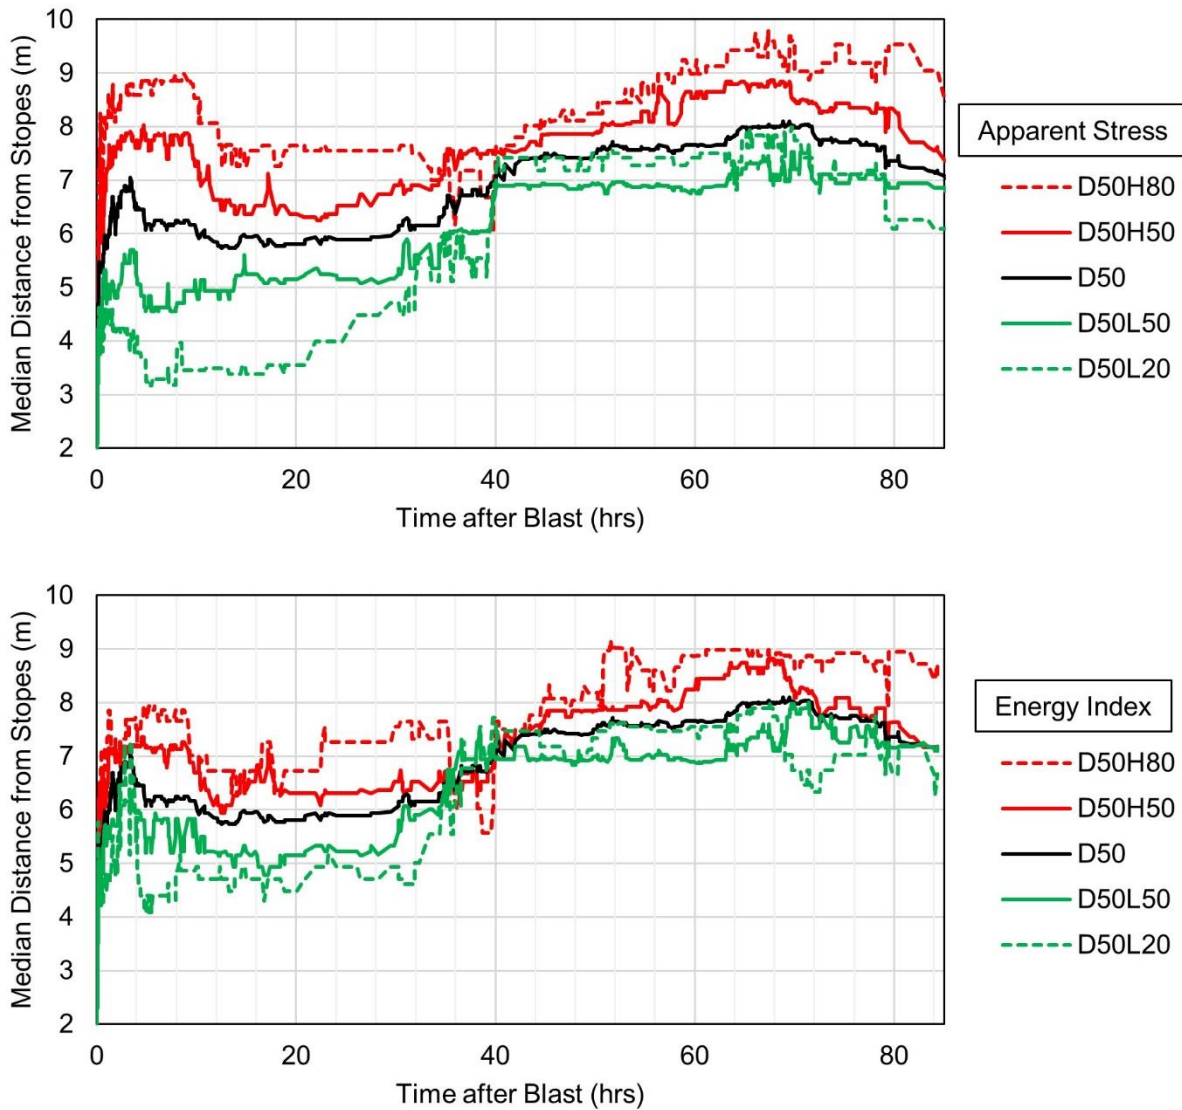 Median Distance from Stopes (m)
10
9
8
7
6
5
4
3
2
0
20
40
60
80
Time after Blast (hrs)
Apparent Stress
D50H80
D50H50
D50
D50L50
D50L20
Median Distance from Stopes (m)
10
9
8
7
6
5
4
3
2
0
20
40
60
80
Time after Blast (hrs)
Energy Index
D50H80
D50H50
D50
D50L50
D50L20